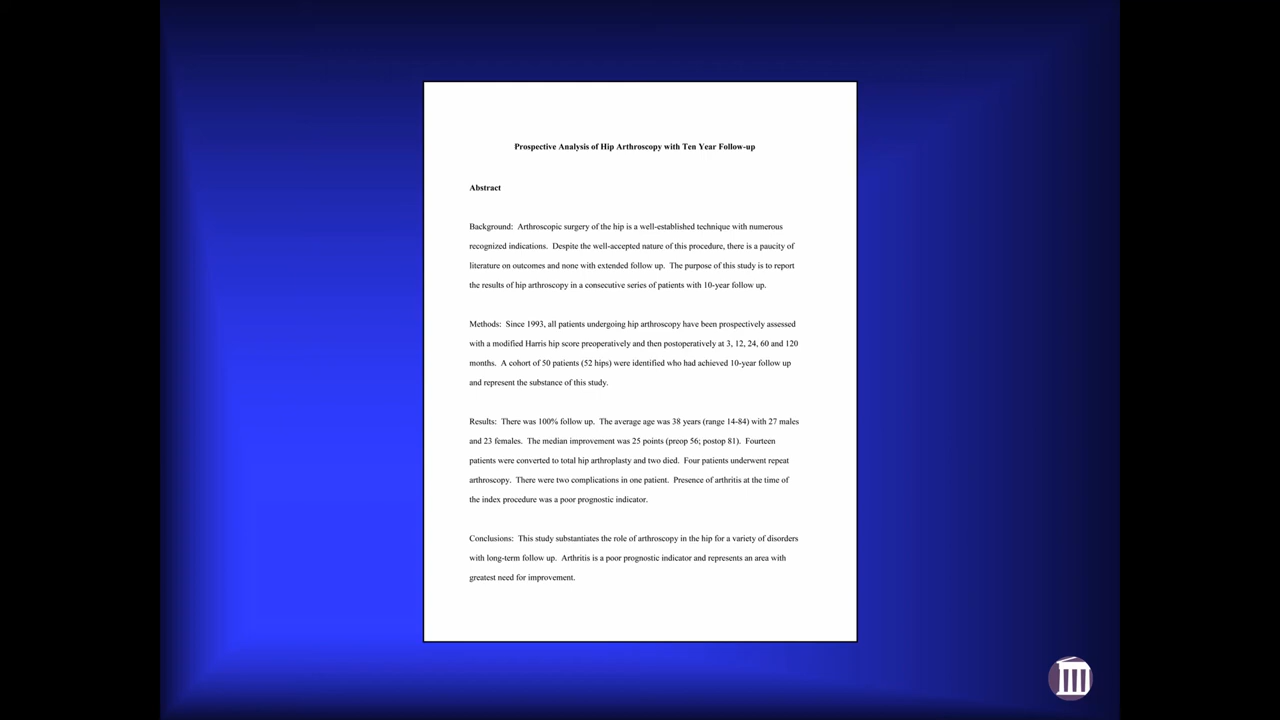 Prospective Analysis of Hip Arthroscopy with Ten Year Follow-up
Abstract
Background: Arthroscopic surgery of the hip is a well-established technique with numerous
recognized indications. Despite the well-accepted nature of this procedure, there is a paucity of
literature on outcomes and none with extended follow up. The purpose of this study is to report
the results of hip arthroscopy in a consecutive series of patients with 10-year follow up.
Methods: Since 1993, all patients undergoing hip arthroscopy have been prospectively assessed
with a modified Harris hip score preoperatively and then postoperatively at 3, 12, 24, 60 and 120
months. A cohort of 50 patients (52 hips) were identified who had achieved 10-year follow up
and represent the substance of this study.
Results: There was 100% follow up. The average age was 38 years (range 14-84) with 27 males
and 23 females. The median improvement was 25 points (preop 56; postop 81). Fourteen
patients were converted to total hip arthroplasty and two died. Four patients underwent repeat
arthroscopy. There were two complications in one patient. Presence of arthritis at the time of
the index procedure was a poor prognostic indicator.
Conclusions: This study substantiates the role of arthroscopy in the hip for a variety of disorders
with long-term follow up. Arthritis is a poor prognostic indicator and represents an area with
greatest need for improvement.